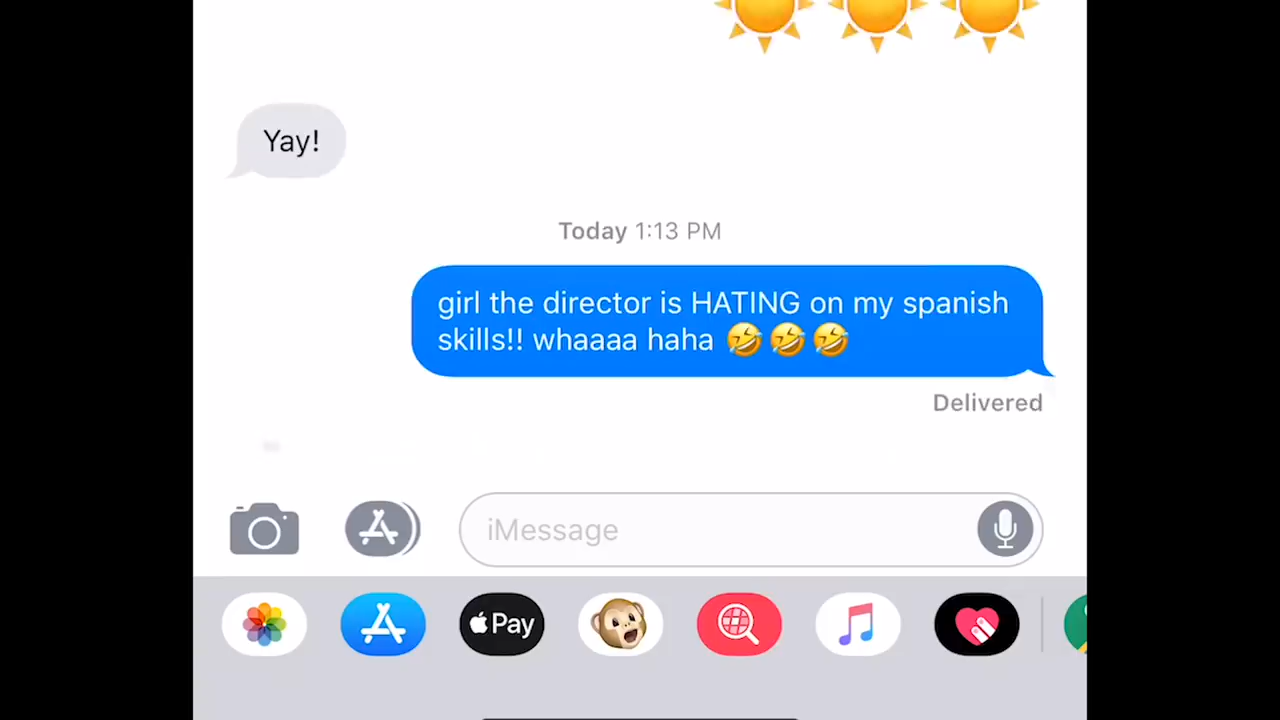 Yay!
Today 1:13 PM
girl the director is HATING on my spanish
skills!! whaaaa haha 🤣🤣🤣
Delivered
iMessage
Pay